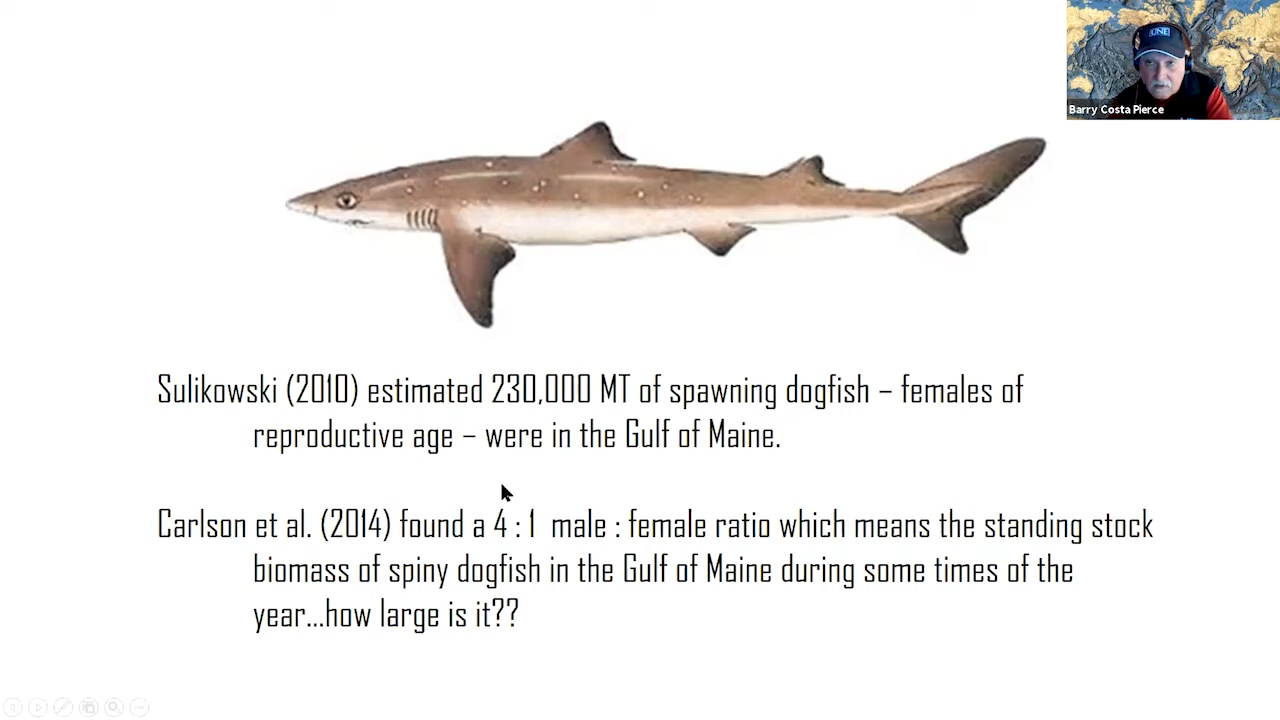 UNE
Barry Costa Pierce
Sulikowski (2010) estimated 230,000 MT of spawning dogfish – females of
reproductive age – were in the Gulf of Maine.
Carlson et al. (2014) found a 4 : 1 male : female ratio which means the standing stock
biomass of spiny dogfish in the Gulf of Maine during some times of the
year...how large is it??